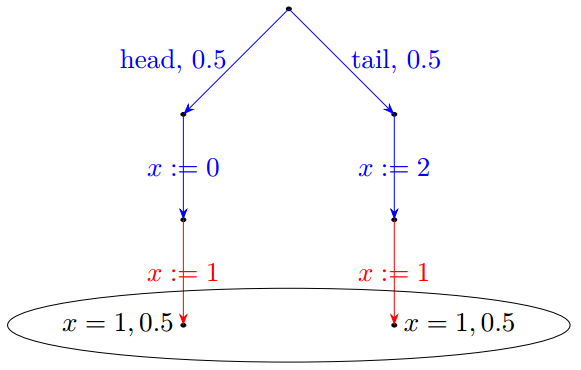 head, 0.5
tail, 0.5
x := 0
x := 2
x := 1
x := 1
x = 1, 0.5
x = 1, 0.5